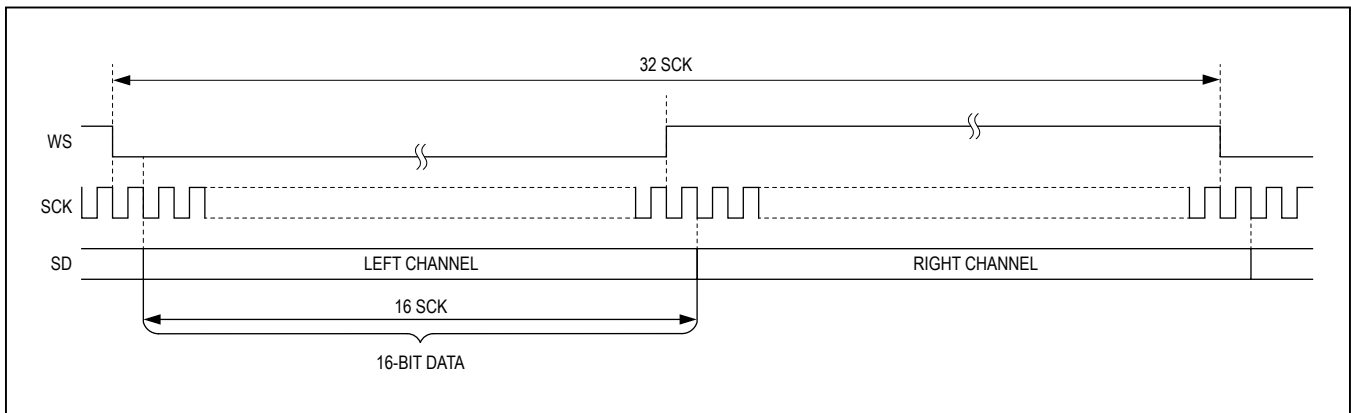 32 SCK
WS
SCK
SD
LEFT CHANNEL
RIGHT CHANNEL
16 SCK
16-BIT DATA